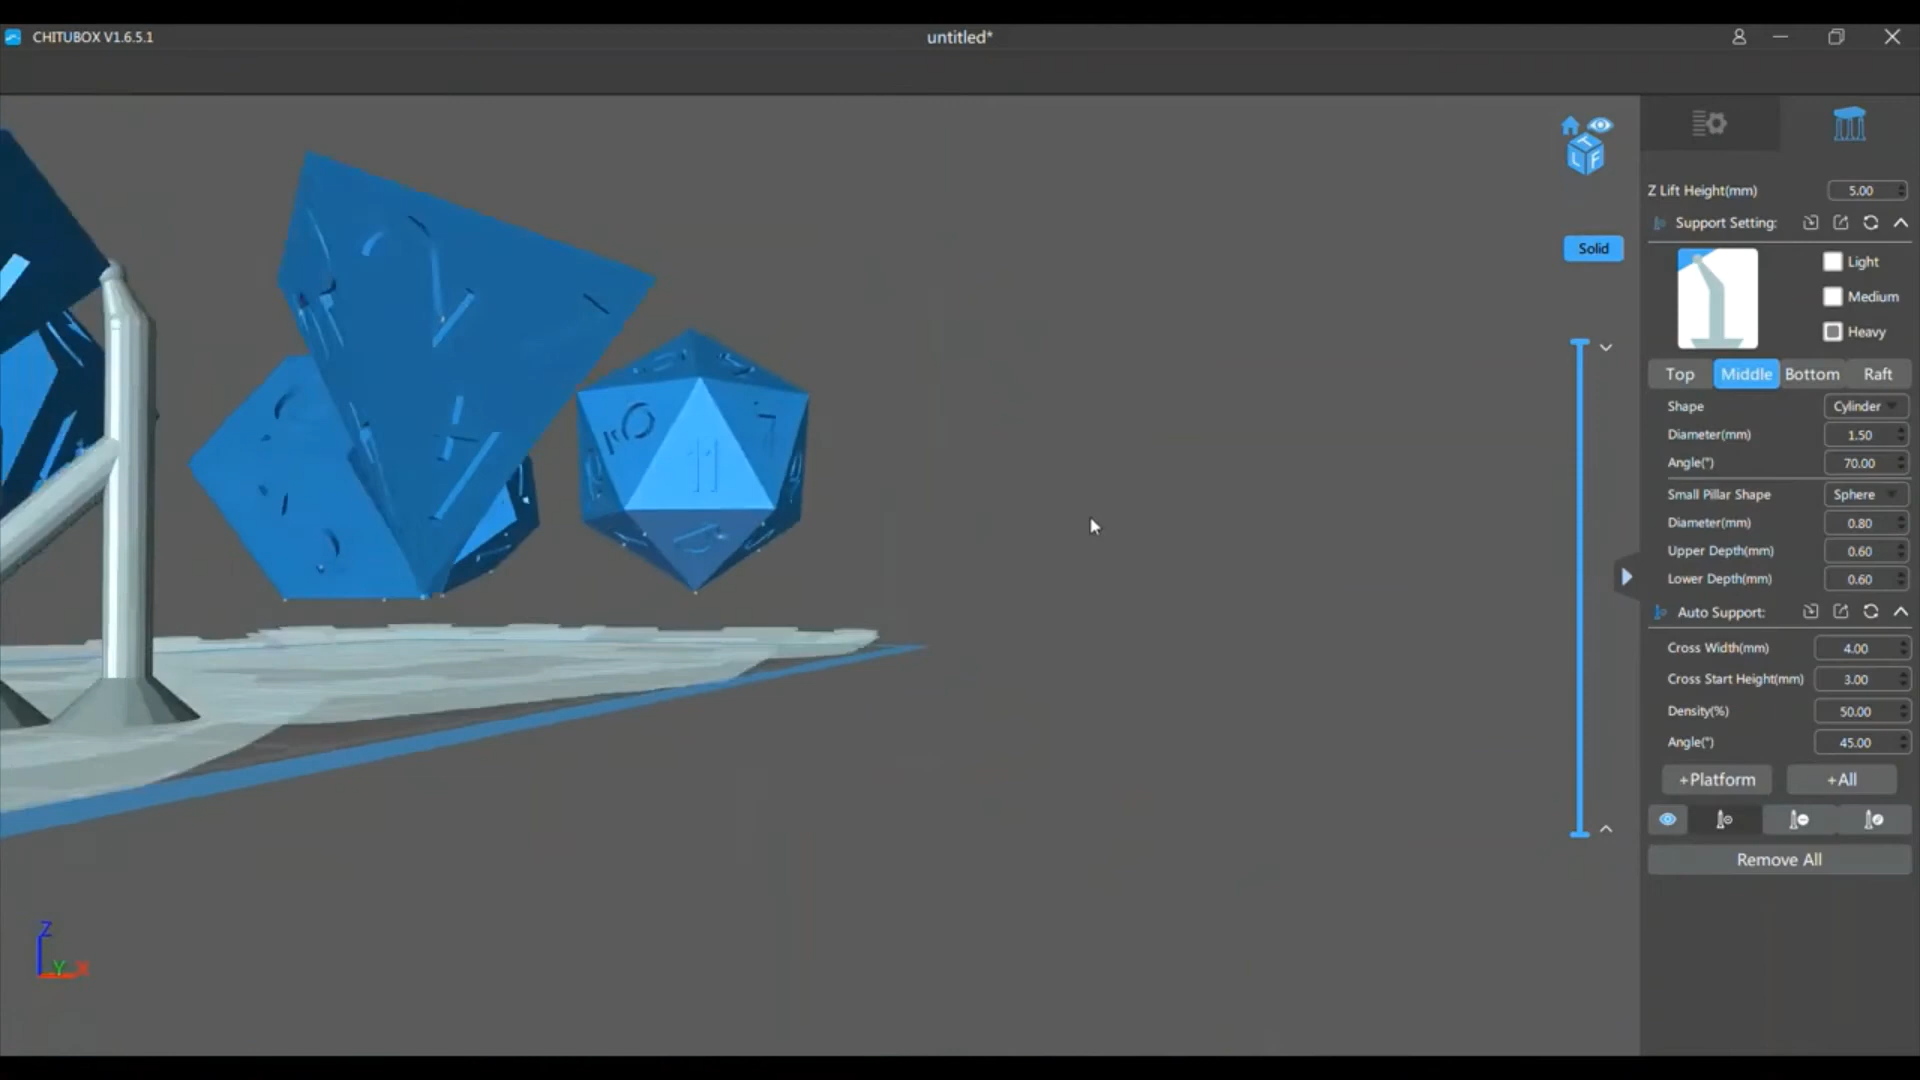 CHITUBOX V1.6.5.1
untitled*
T
L F
Z Lift Height(mm) 5.00
Solid
Support Setting:
Light
Medium
Heavy
Top Middle Bottom Raft
Shape Cylinder
Diameter(mm) 1.50
Angle(°) 70.00
Small Pillar Shape Sphere
Diameter(mm) 0.80
Upper Depth(mm) 0.60
Lower Depth(mm) 0.60
Auto Support:
Cross Width(mm) 4.00
Cross Start Height(mm) 3.00
Density(%) 50.00
Angle(°) 45.00
+Platform +All
Remove All
11
7
Z
Y X